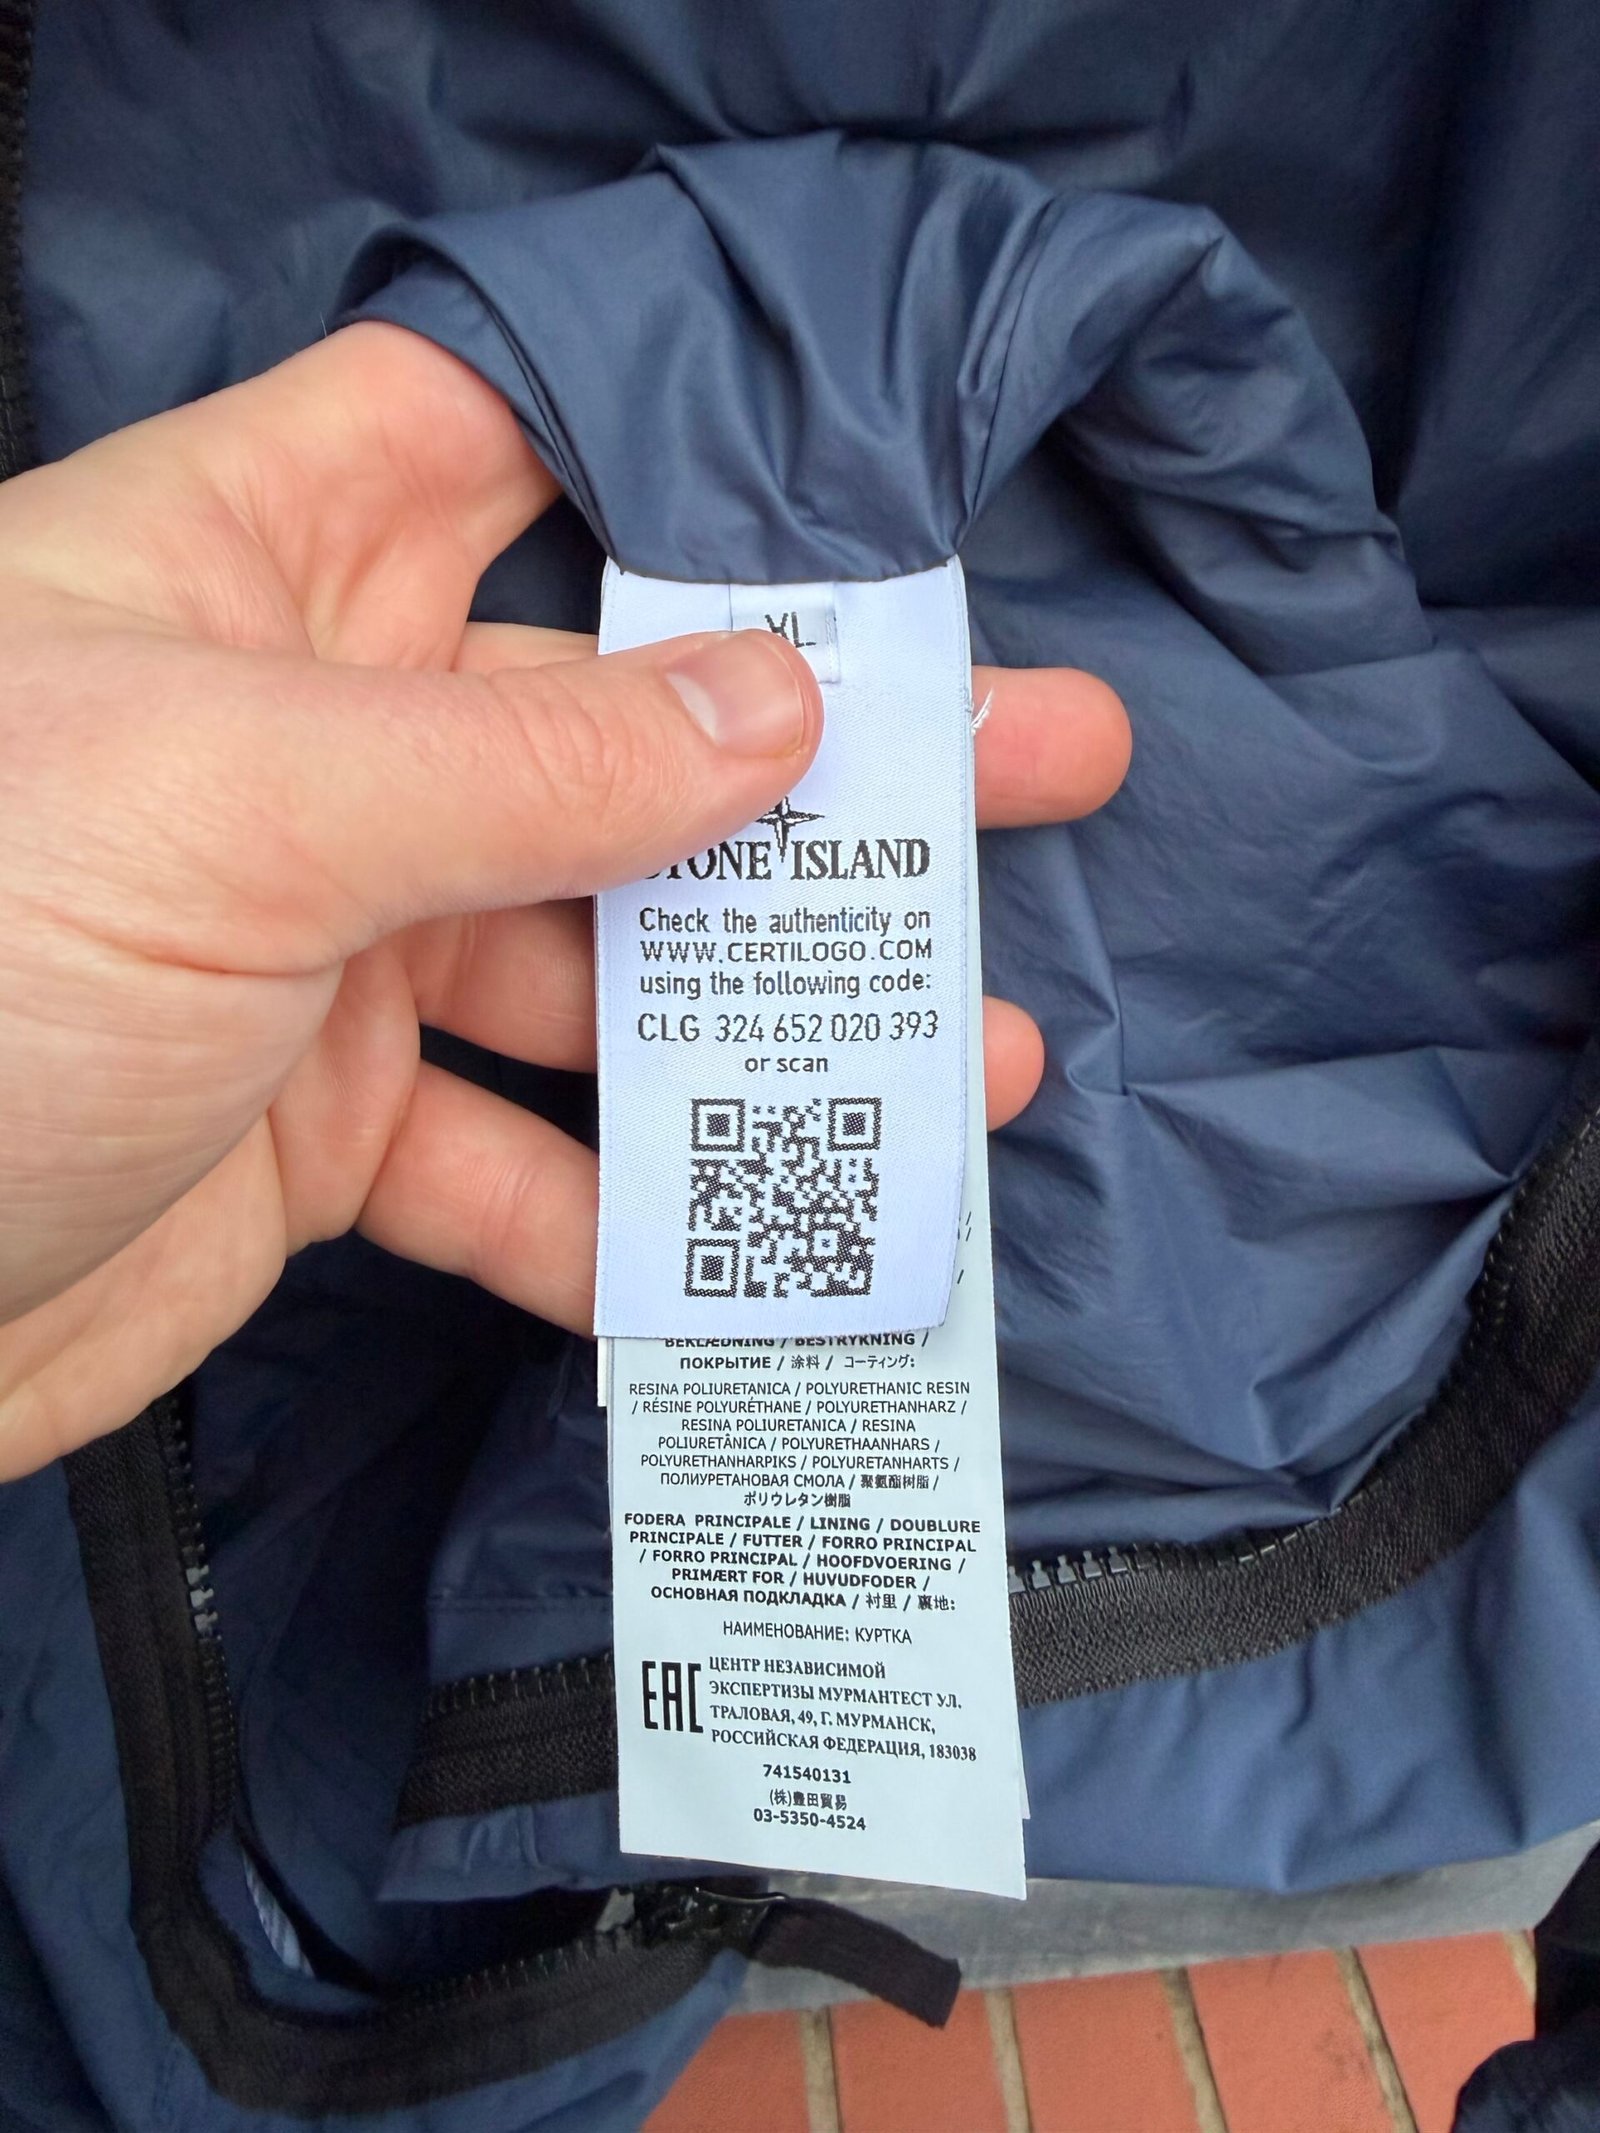 XL
STONE ISLAND
Check the authenticity on
WWW.CERTILOGO.COM
using the following code:
CLG 324 652 020 393
or scan
BEKLÆDNING / BESTRYKNING /
ПОКРЫТИЕ / 涂料 / コーティング:
RESINA POLIURETANICA / POLYURETHANIC RESIN
/ RÉSINE POLYURÉTHANE / POLYURETHANHARZ /
RESINA POLIURETANICA / RESINA
POLIURETÂNICA / POLYURETHAANHARS /
POLYURETHANHARPIKS / POLYURETANHARTS /
ПОЛИУРЕТАНОВАЯ СМОЛА / 聚氨酯树脂 /
ポリウレタン樹脂
FODERA PRINCIPALE / LINING / DOUBLURE
PRINCIPALE / FUTTER / FORRO PRINCIPAL
/ FORRO PRINCIPAL / HOOFDVOERING /
PRIMÆRT FOR / HUVUDFODER /
ОСНОВНАЯ ПОДКЛАДКА / 衬里 / 裏地:
НАИМЕНОВАНИЕ: КУРТКА
EAC ЦЕНТР НЕЗАВИСИМОЙ
ЭКСПЕРТИЗЫ МУРМАНТЕСТ УЛ.
ТРАЛОВАЯ, 49, Г. МУРМАНСК,
РОССИЙСКАЯ ФЕДЕРАЦИЯ, 183038
741540131
(株)豊田貿易
03-5350-4524